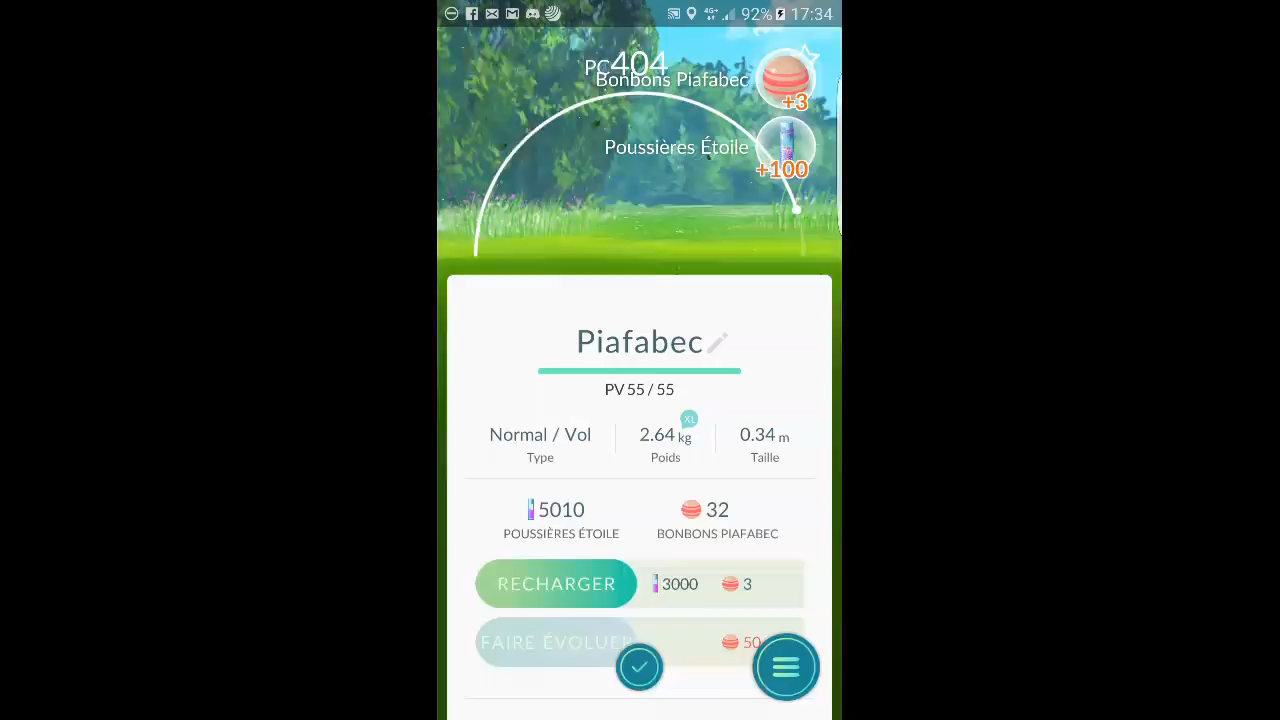 4G+ 92% 17:34
PC404
Bonbons Piafabec
+3
Poussières Étoile
+100
Piafabec
PV 55 / 55
XL
Normal / Vol 2.64 kg 0.34 m
Type Poids Taille
5010 32
POUSSIÈRES ÉTOILE BONBONS PIAFABEC
RECHARGER 3000 3
FAIRE ÉVOLUER 50